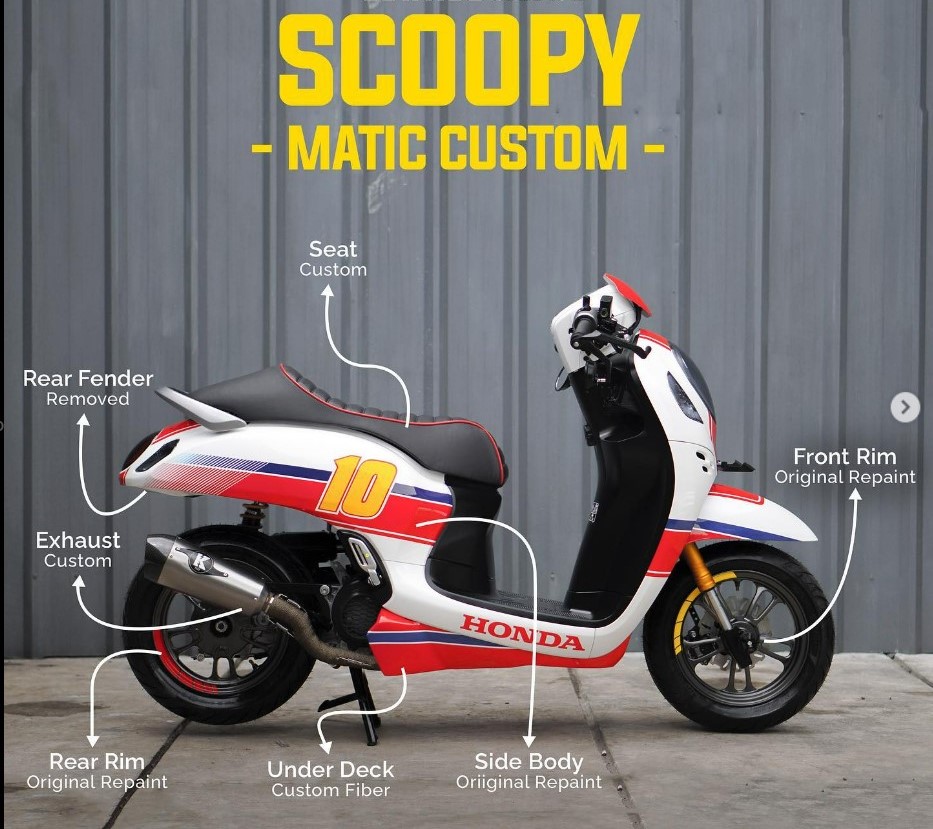 SCOOPY
- MATIC CUSTOM -
Seat
Custom
Rear Fender
Removed
Front Rim
Original Repaint
10
Exhaust
Custom
K
HONDA
Rear Rim
Original Repaint
Under Deck
Custom Fiber
Side Body
Oriiginal Repaint